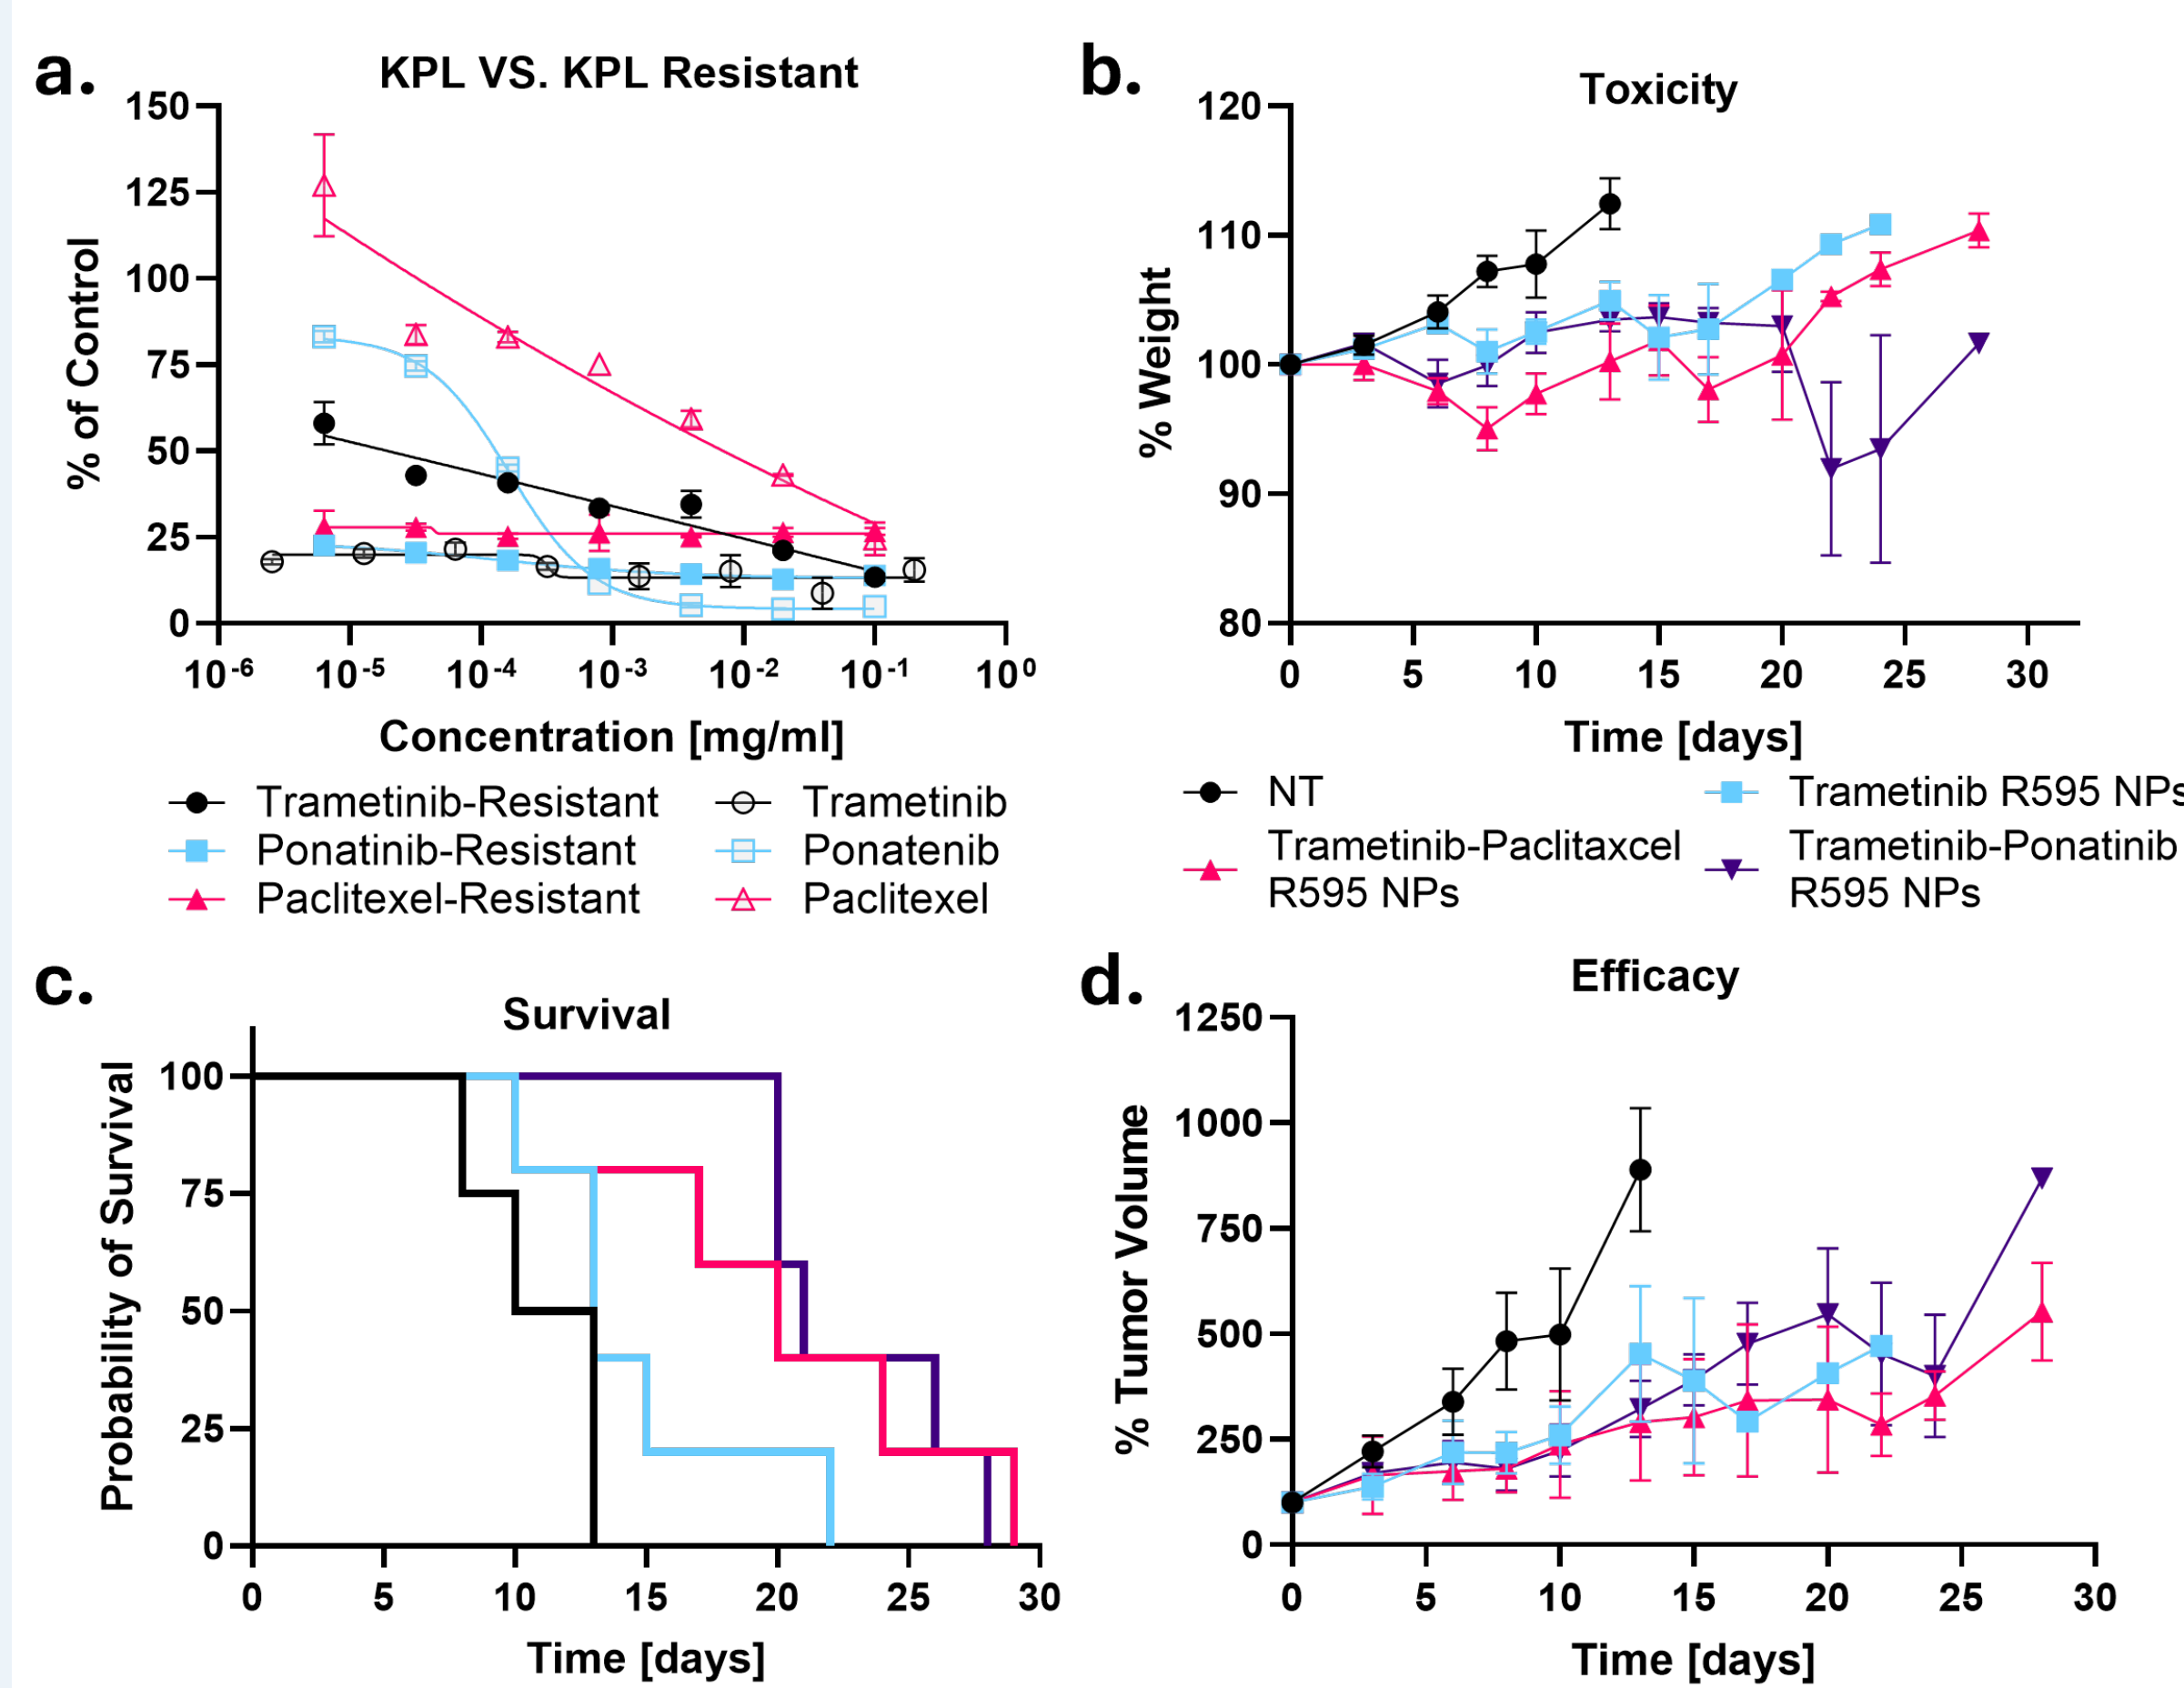 a.
KPL VS. KPL Resistant
150
125
100
75
50
25
0
% of Control
10-6
10-5
10-4
10-3
10-2
10-1
100
Concentration [mg/ml]
Trametinib-Resistant
Ponatinib-Resistant
Paclitexel-Resistant
Trametinib
Ponatenib
Paclitexel
b.
Toxicity
120
110
100
90
80
% Weight
0
5
10
15
20
25
30
Time [days]
NT
Trametinib-Paclitaxcel
R595 NPs
Trametinib R595 NPs
Trametinib-Ponatinib
R595 NPs
c.
Survival
100
75
50
25
0
Probability of Survival
0
5
10
15
20
25
30
Time [days]
d.
Efficacy
1250
1000
750
500
250
0
% Tumor Volume
0
5
10
15
20
25
30
Time [days]